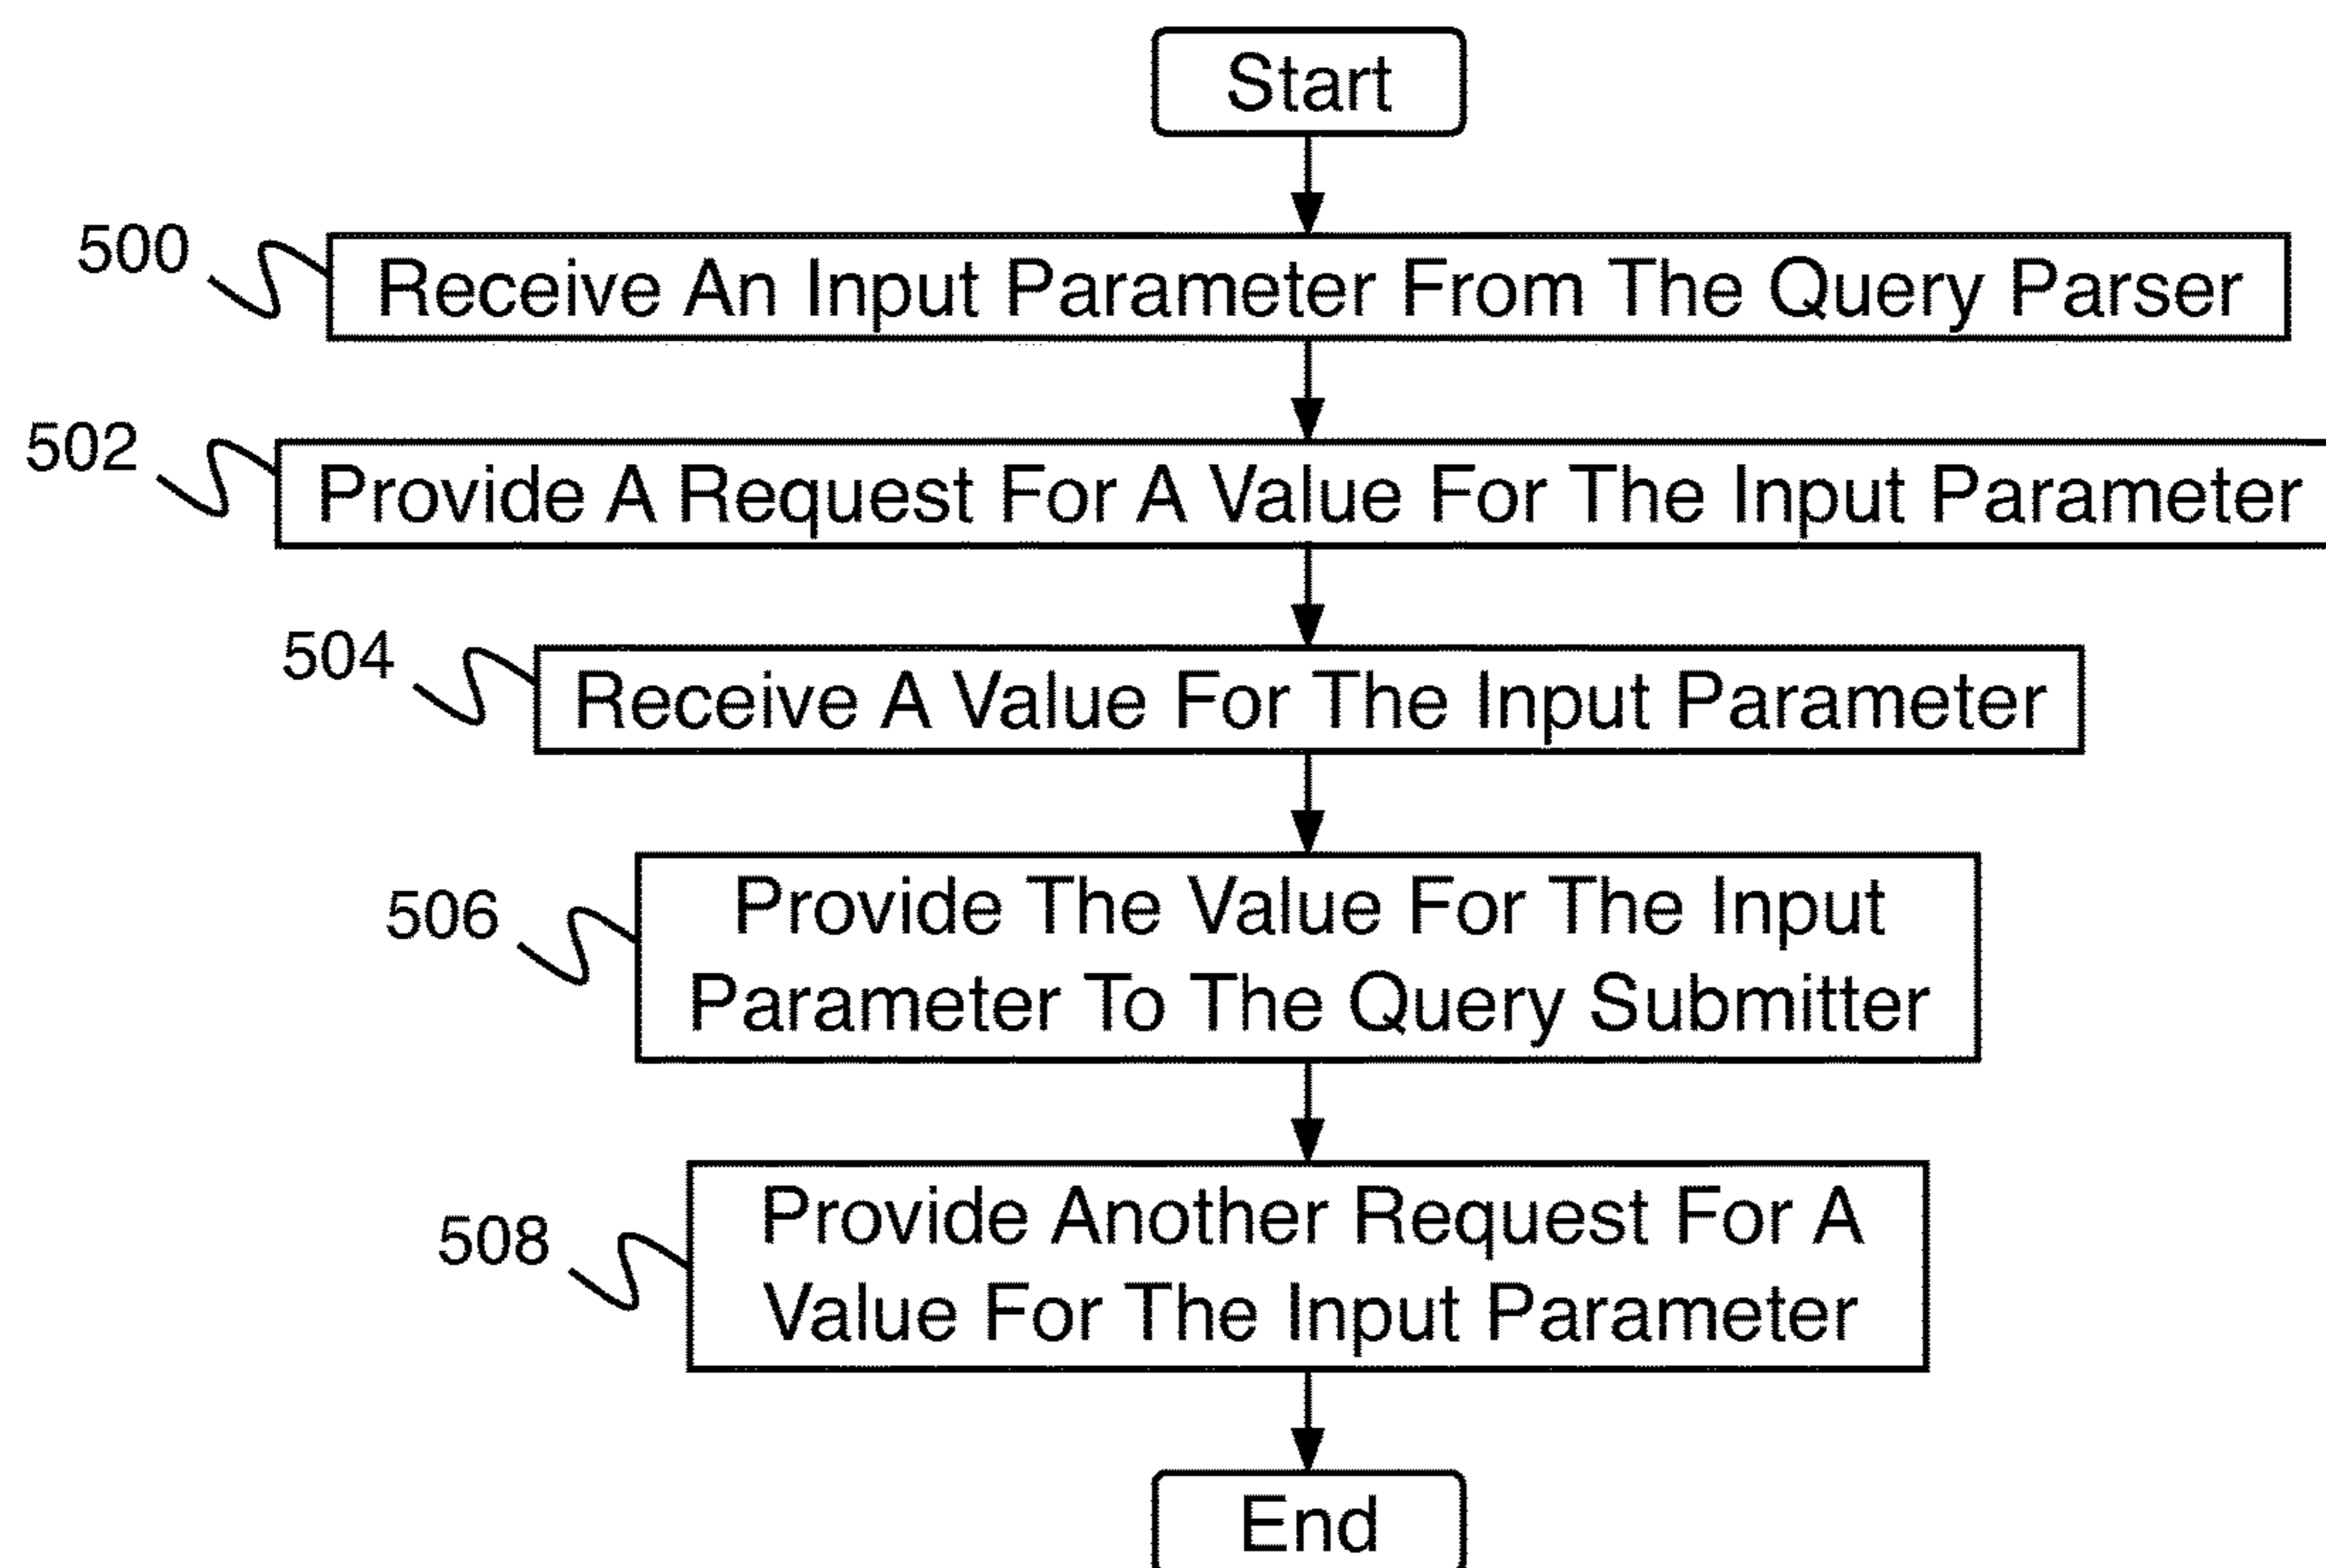 Start
500
Receive An Input Parameter From The Query Parser
502
Provide A Request For A Value For The Input Parameter
504
Receive A Value For The Input Parameter
506
Provide The Value For The Input
Parameter To The Query Submitter
508
Provide Another Request For A
Value For The Input Parameter
End